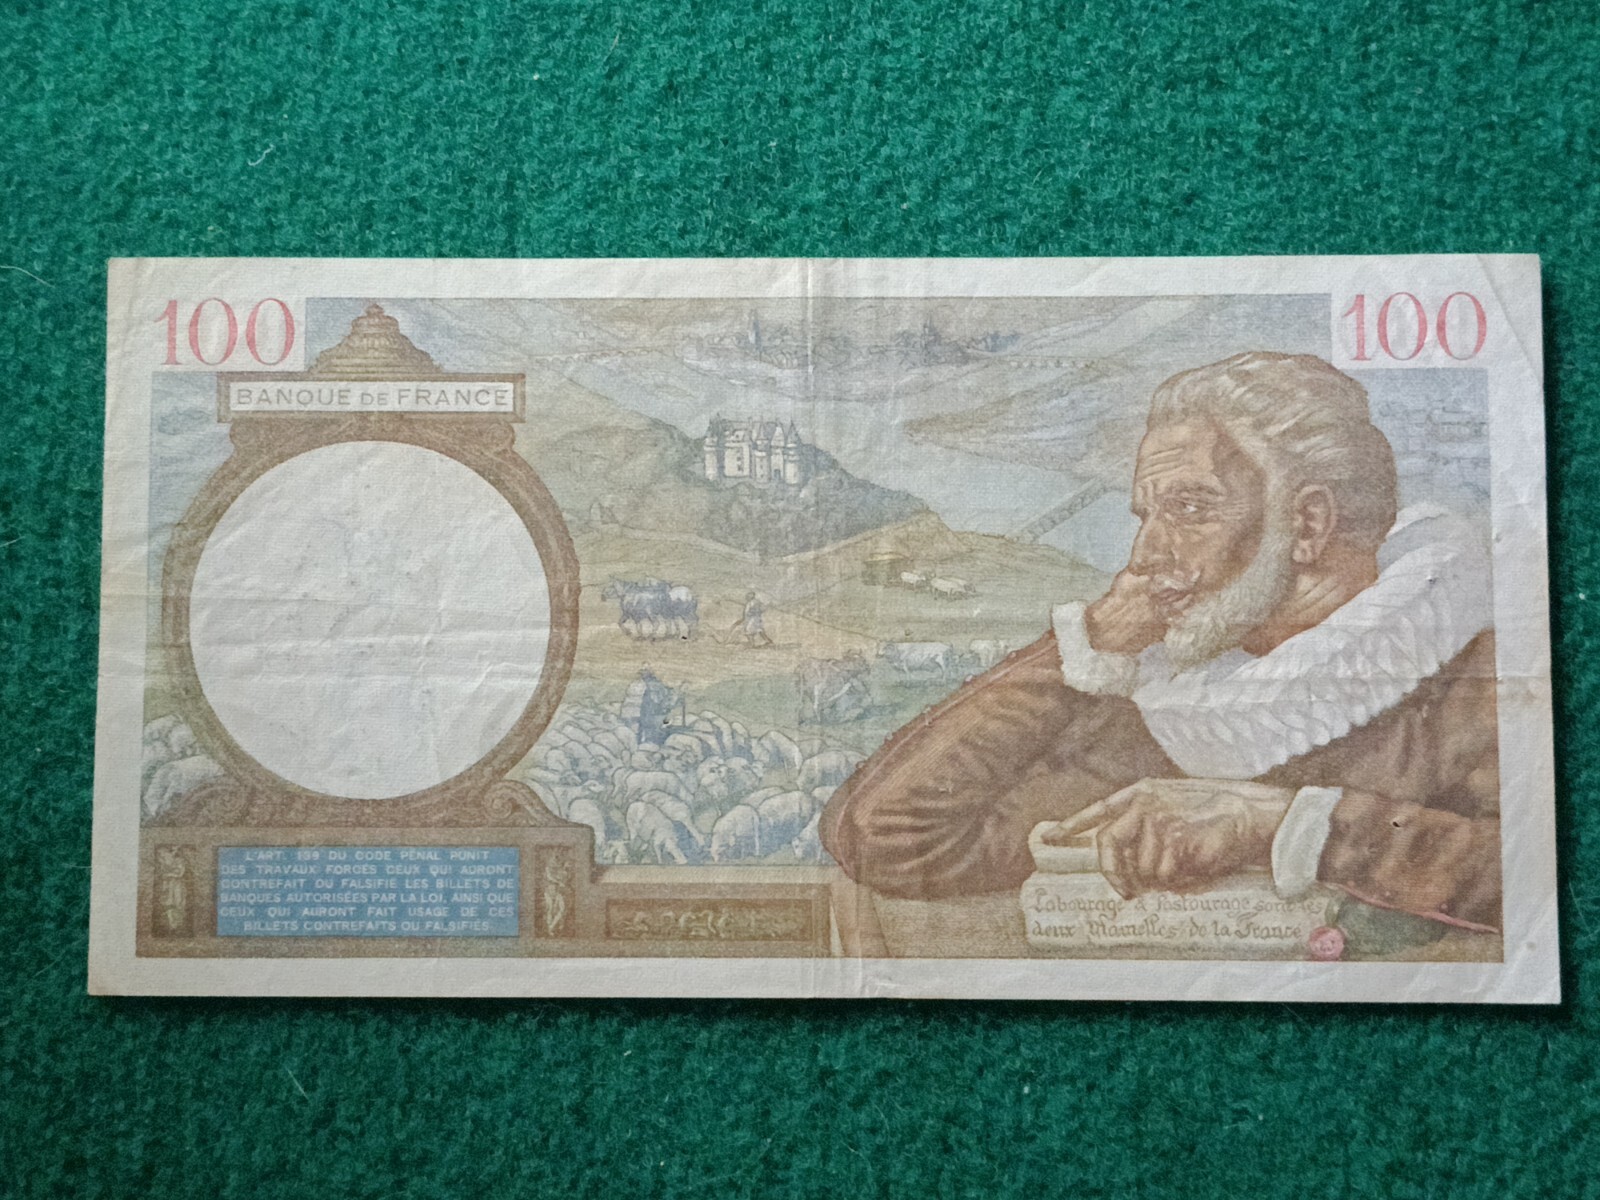 100
100
BANQUE DE FRANCE
L'ART. 139 DU CODE PÉNAL PUNIT
DES TRAVAUX FORCÉS CEUX QUI AURONT
CONTREFAIT OU FALSIFIÉ LES BILLETS DE
BANQUES AUTORISÉES PAR LA LOI, AINSI QUE
CEUX QUI AURONT FAIT USAGE DE CES
BILLETS CONTREFAITS OU FALSIFIÉS.
Labourage & Pastourage sont les
deux Mamelles de la France